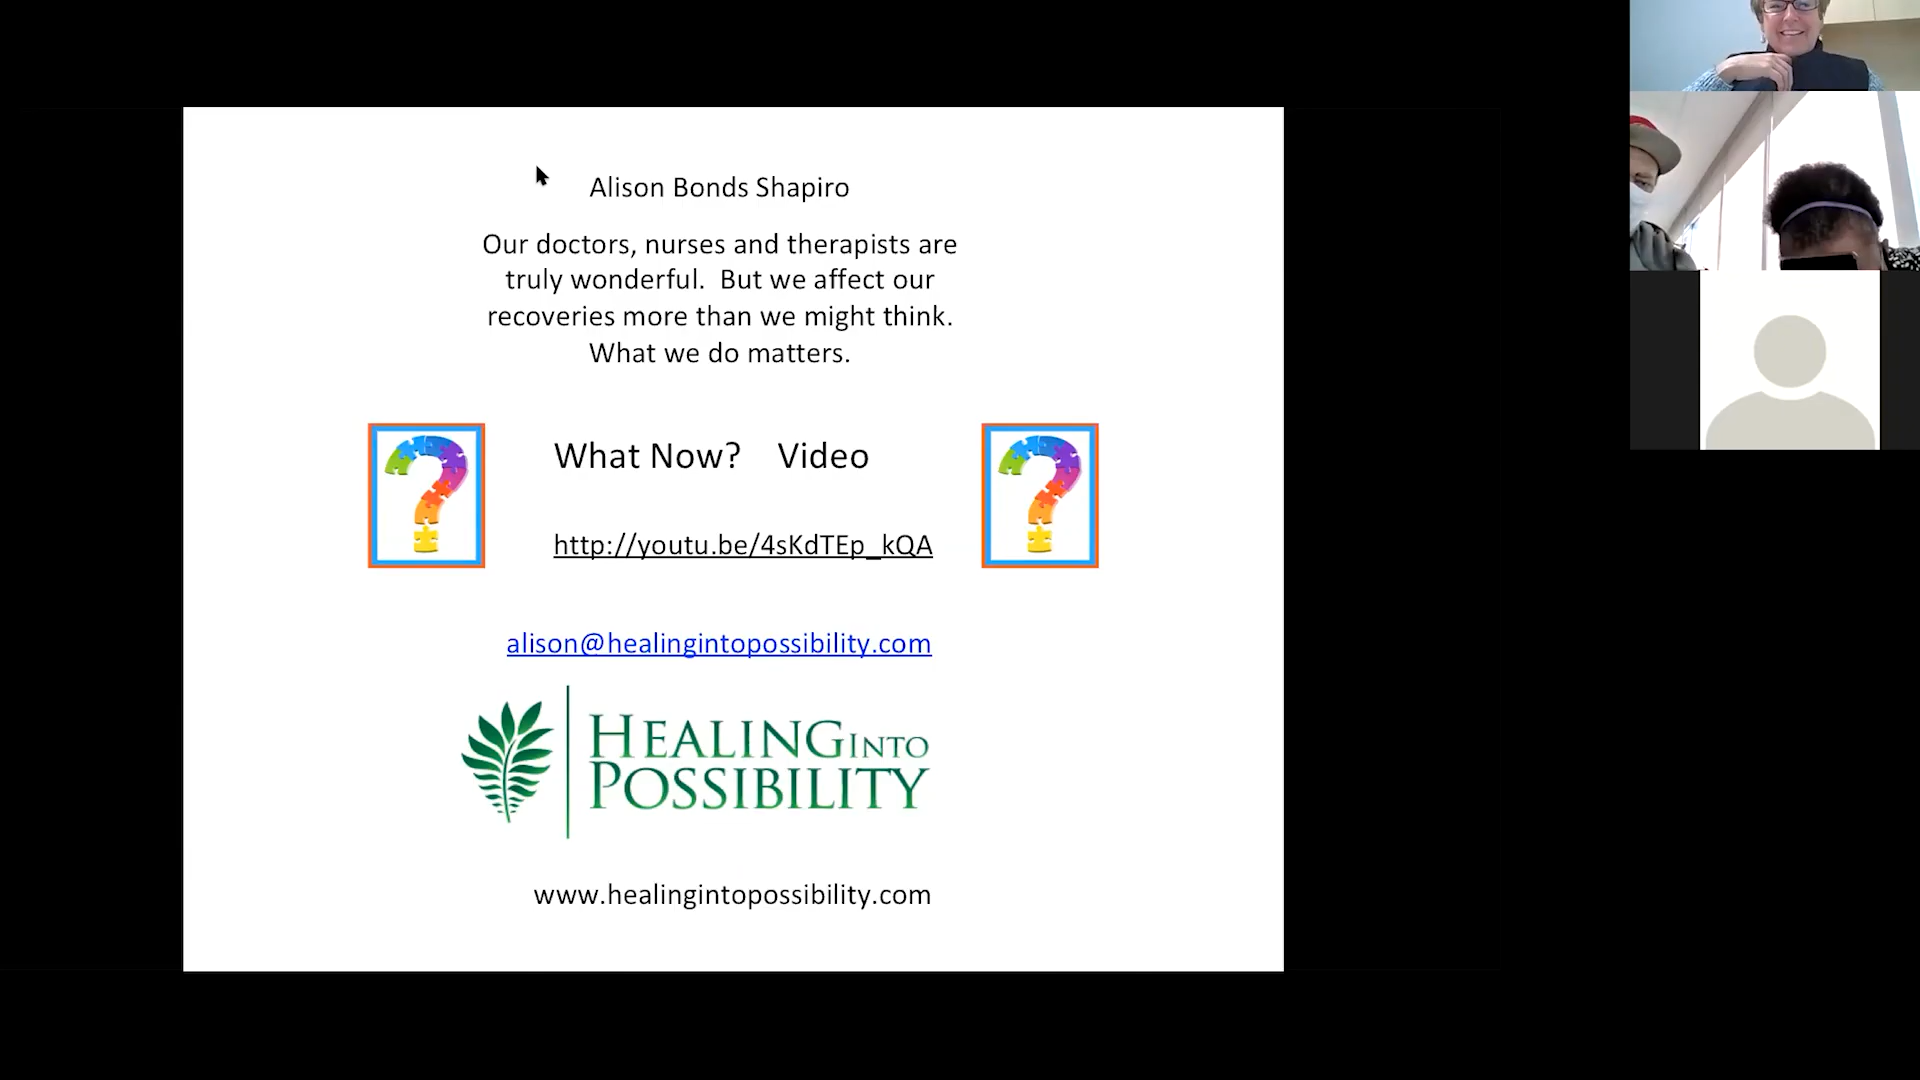 Alison Bonds Shapiro
Our doctors, nurses and therapists are
truly wonderful.  But we affect our
recoveries more than we might think.
What we do matters.
What Now?    Video
http://youtu.be/4sKdTEp_kQA
alison@healingintopossibility.com
HEALING INTO
POSSIBILITY
www.healingintopossibility.com